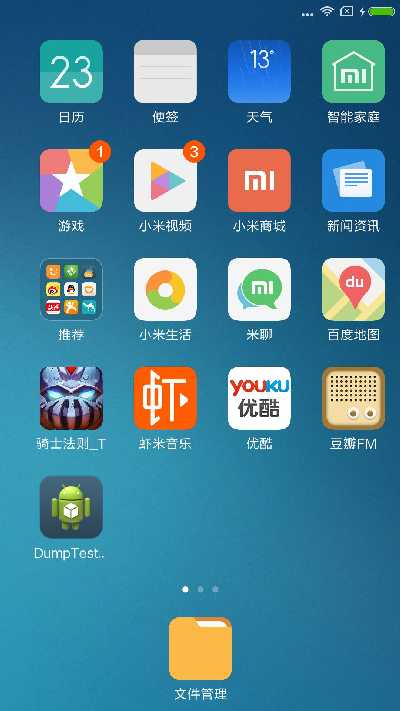 23
13°
日历
便签
天气
智能家庭
1
3
mi
游戏
小米视频
小米商城
新闻资讯
mi
du
推荐
小米生活
米聊
百度地图
虾
YOUKU
优酷
骑士法则_T
虾米音乐
优酷
豆瓣FM
DumpTest..
文件管理